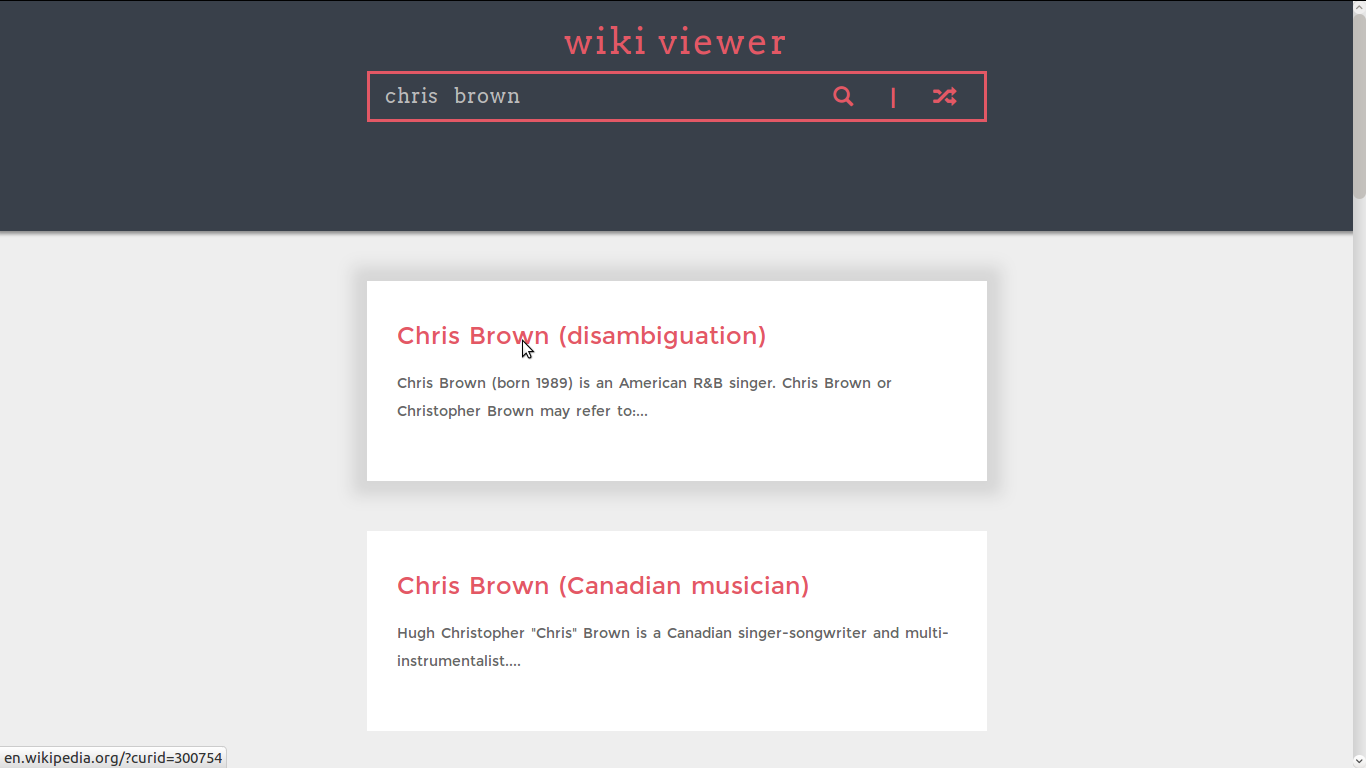 wiki viewer
chris brown
|
Chris Brown (disambiguation)
Chris Brown (born 1989) is an American R&B singer. Chris Brown or
Christopher Brown may refer to:...
Chris Brown (Canadian musician)
Hugh Christopher "Chris" Brown is a Canadian singer-songwriter and multi-
instrumentalist....
en.wikipedia.org/?curid=300754